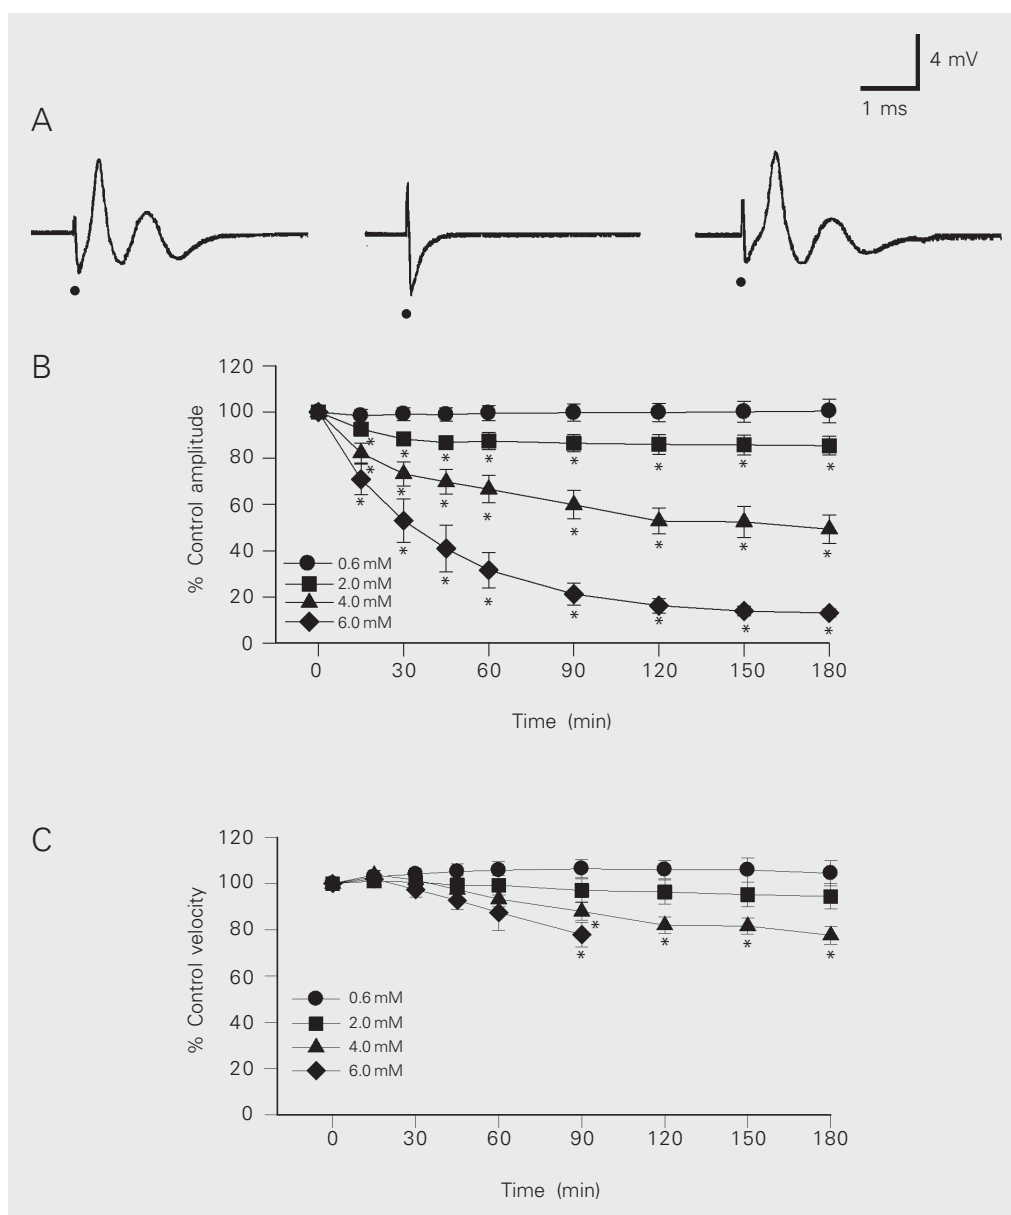 4 mV
1 ms
A
B
120
100
80
60
40
20
0
% Control amplitude
0.6 mM
2.0 mM
4.0 mM
6.0 mM
* * * * * * * *
* * * * * * * *
* * * * * * * *
0 30 60 90 120 150 180
Time (min)
C
120
100
80
60
40
20
0
% Control velocity
* * * * *
0.6 mM
2.0 mM
4.0 mM
6.0 mM
0 30 60 90 120 150 180
Time (min)